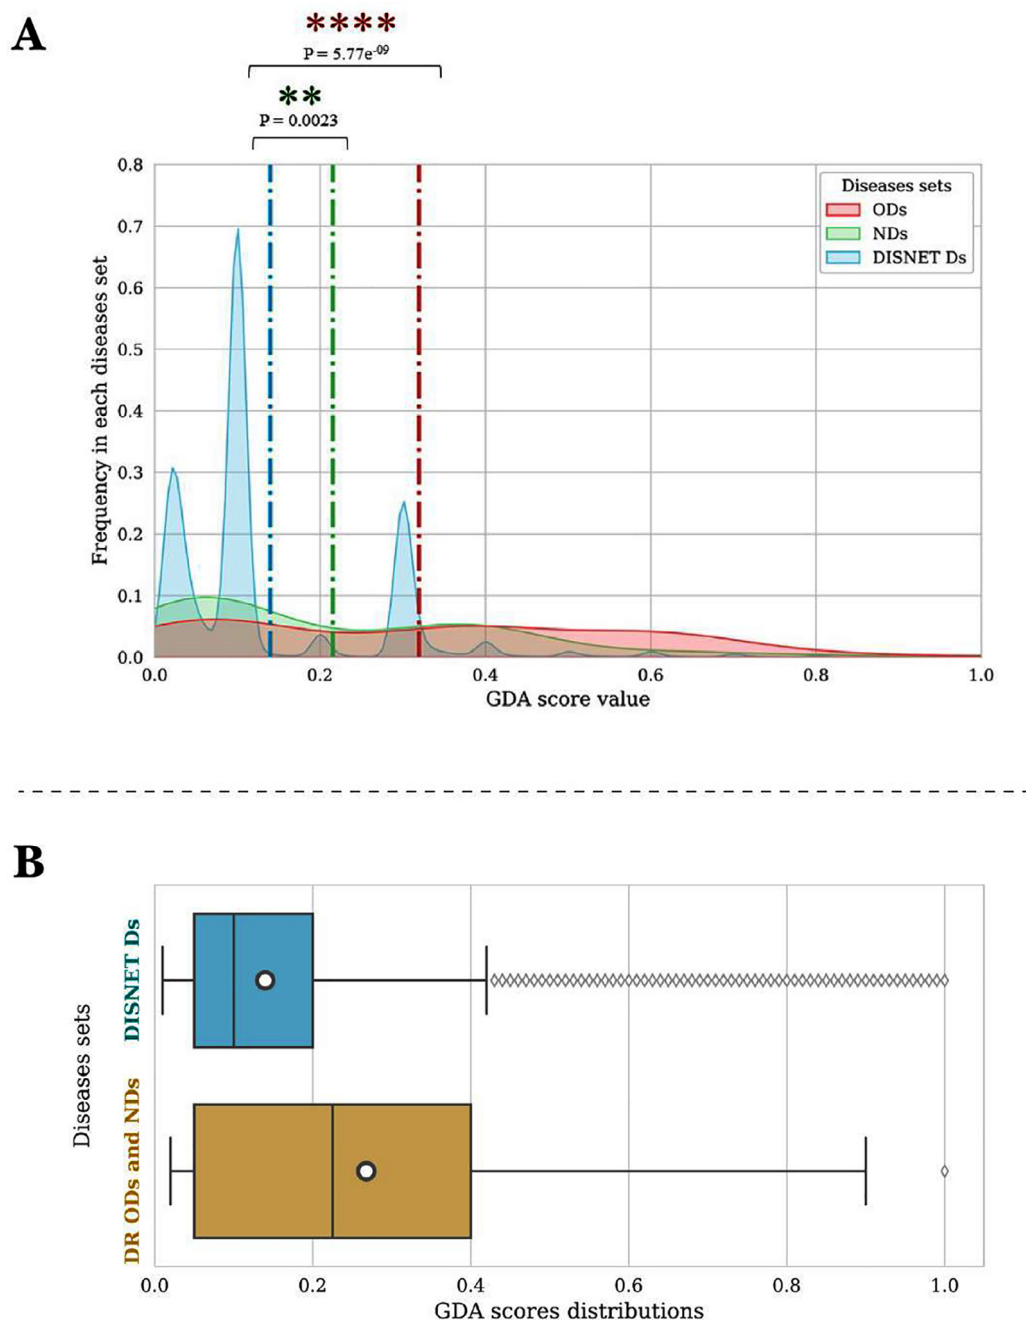 A
****
P = 5.77e-09
**
P = 0.0023
Frequency in each diseases set
0.8
0.7
0.6
0.5
0.4
0.3
0.2
0.1
0.0
Diseases sets
ODs
NDs
DISNET Ds
0.0 0.2 0.4 0.6 0.8 1.0
GDA score value
B
Diseases sets
DISNET Ds
DR ODs and NDs
0.0 0.2 0.4 0.6 0.8 1.0
GDA scores distributions